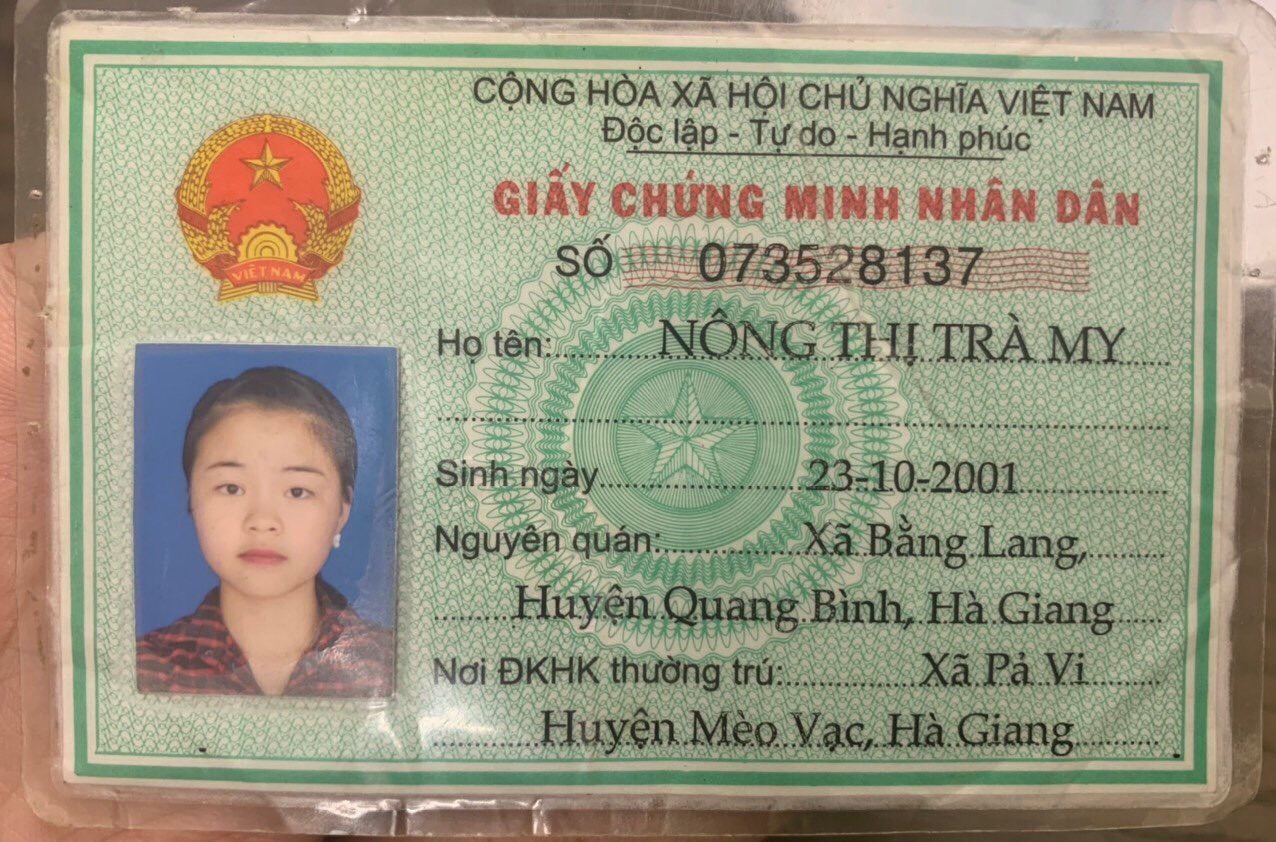 CỘNG HÒA XÃ HỘI CHỦ NGHĨA VIỆT NAM
Độc lập - Tự do - Hạnh phúc
GIẤY CHỨNG MINH NHÂN DÂN
SỐ 073528137
VIỆT NAM
Họ tên: NÔNG THỊ TRÀ MY
Sinh ngày 23-10-2001
Nguyên quán: Xã Bằng Lang,
Huyện Quang Bình, Hà Giang
Nơi ĐKHK thường trú: Xã Pả Vi
Huyện Mèo Vạc, Hà Giang